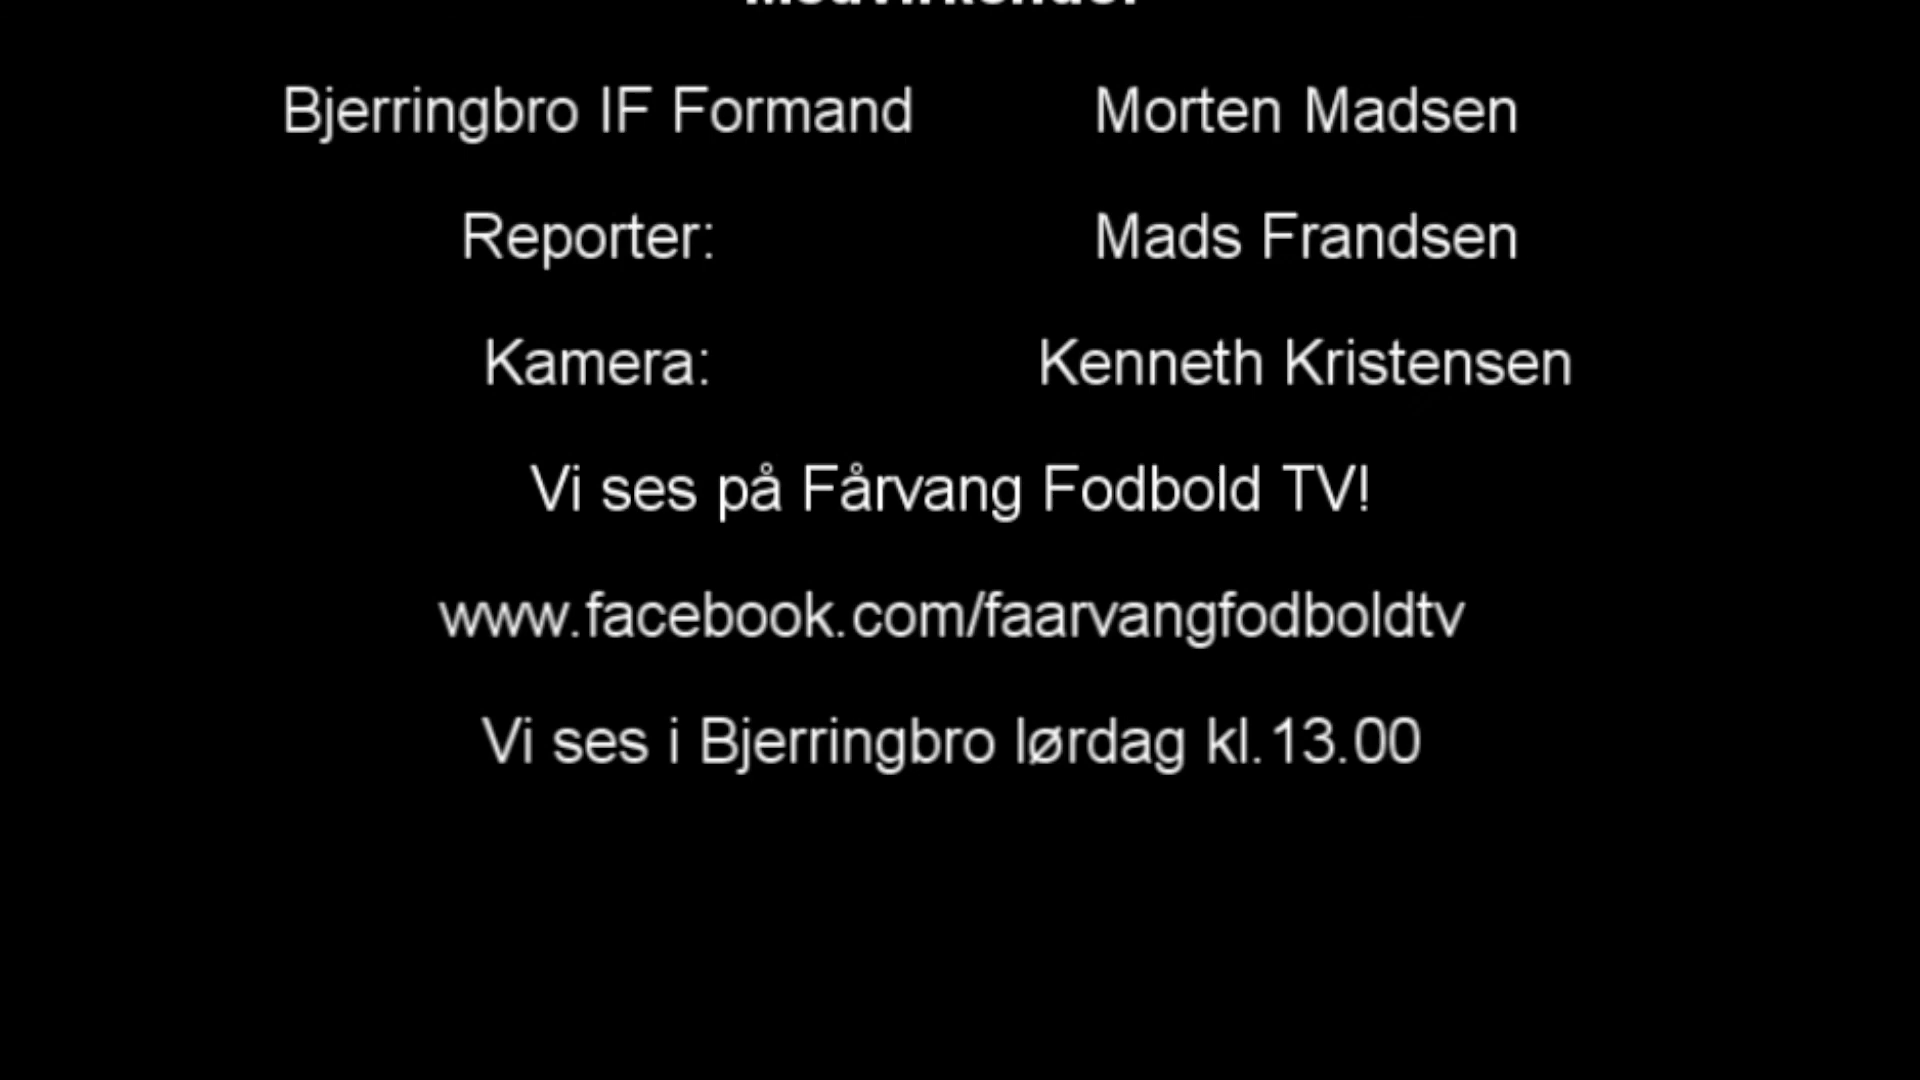 Medvirkende:
Bjerringbro IF Formand Morten Madsen
Reporter: Mads Frandsen
Kamera: Kenneth Kristensen
Vi ses på Fårvang Fodbold TV!
www.facebook.com/faarvangfodboldtv
Vi ses i Bjerringbro lørdag kl.13.00